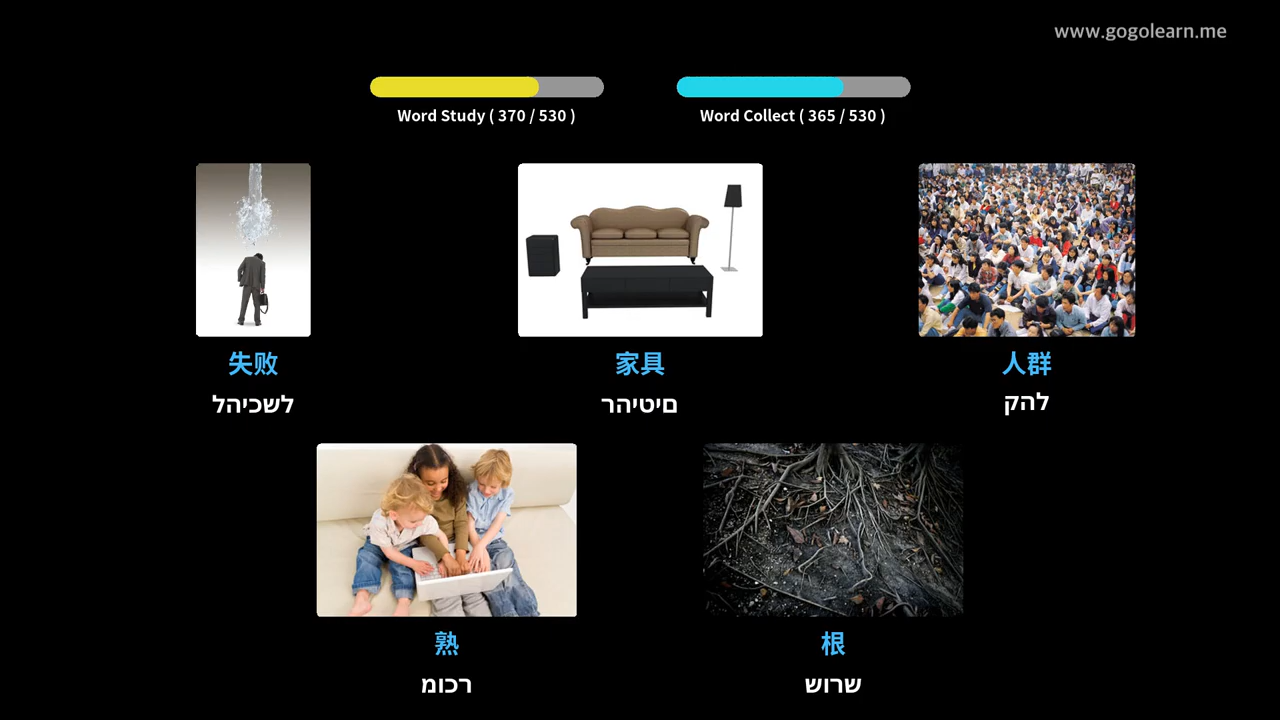 www.gogolearn.me
Word Study ( 370 / 530 )
Word Collect ( 365 / 530 )
失败
家具
人群
לשכיהל
םיטיהר
להק
熟
根
רכומ
שרוש